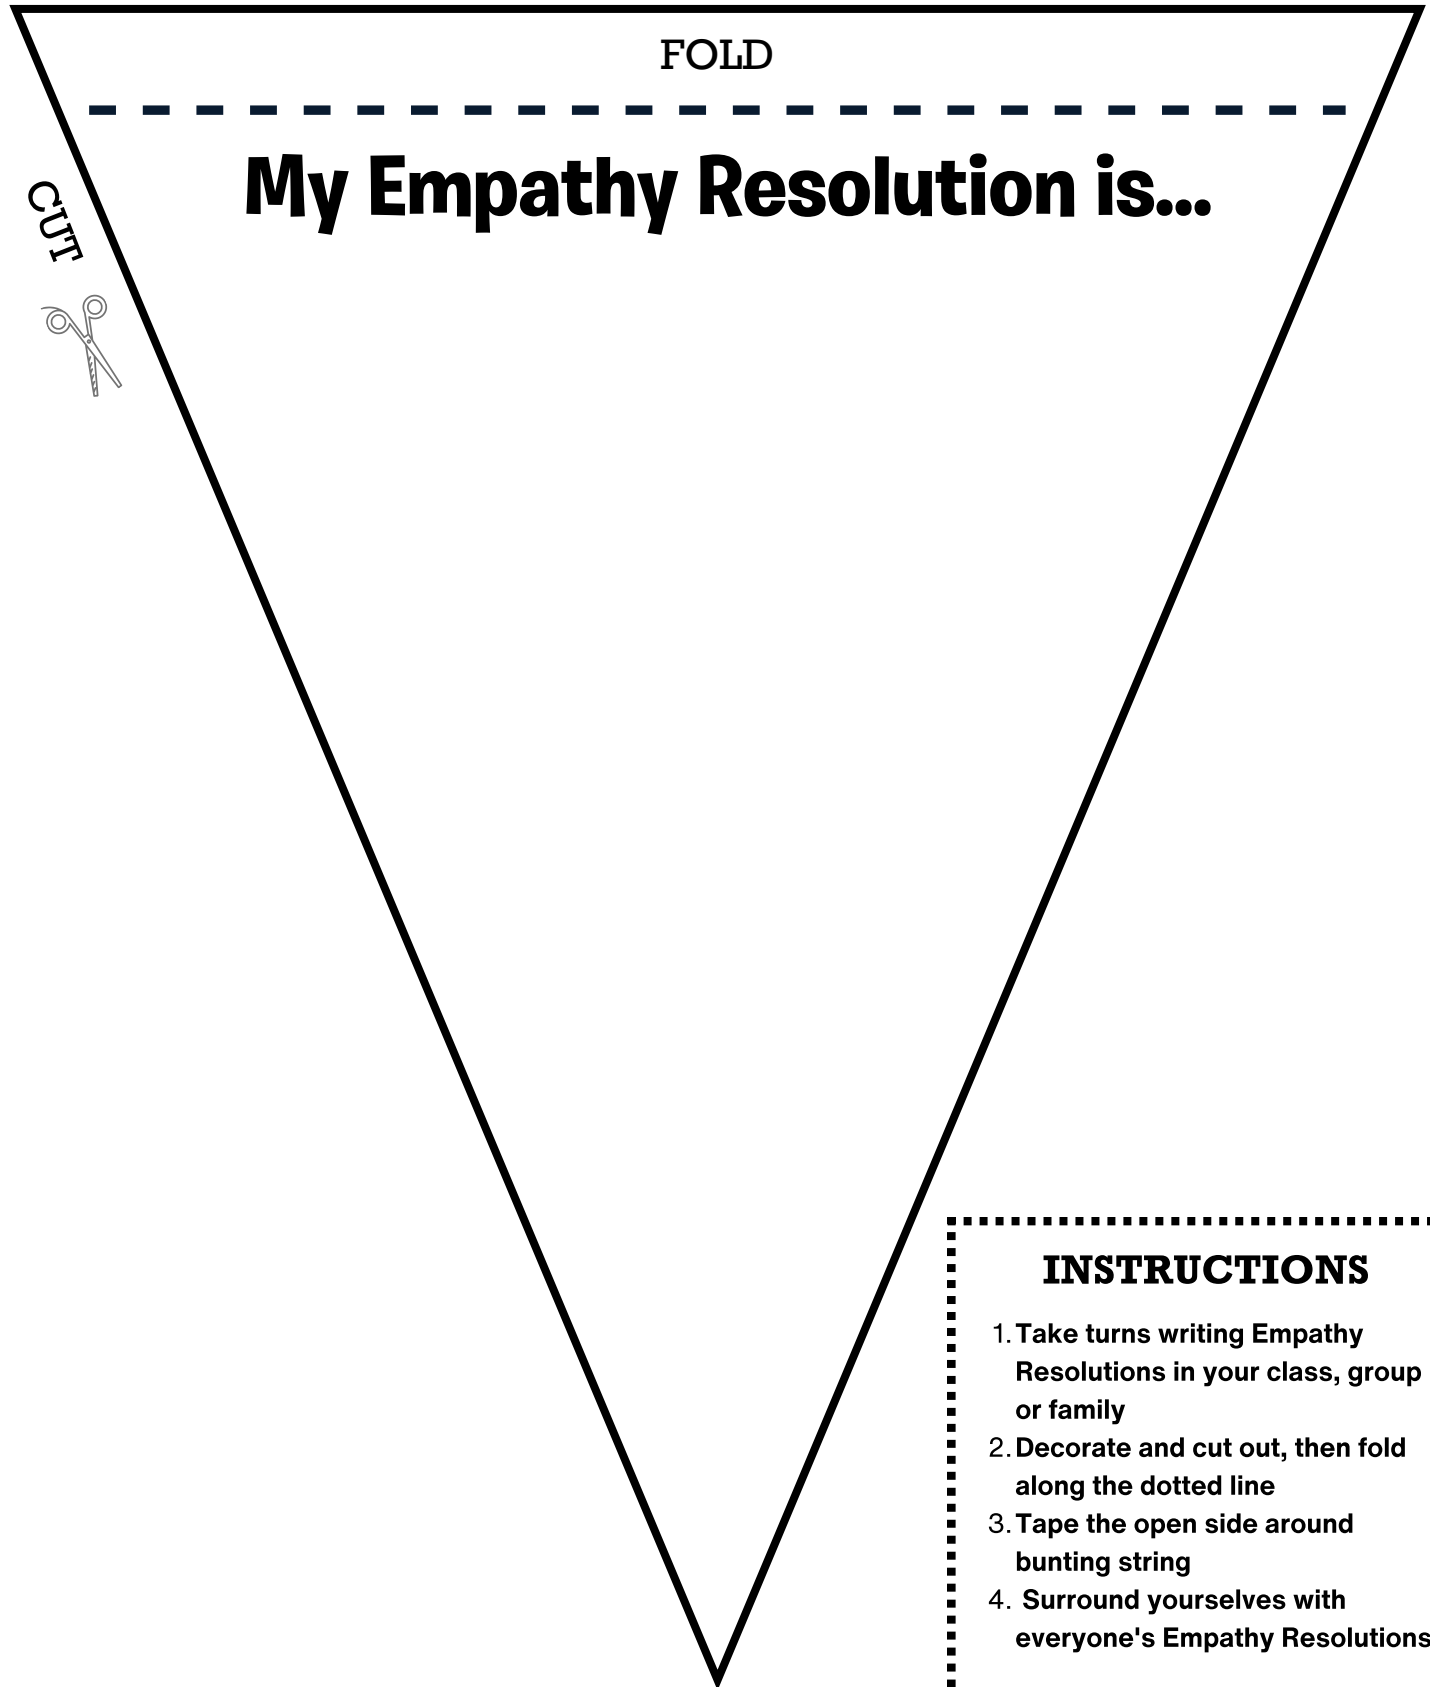 FOLD
My Empathy Resolution is...
CUT
INSTRUCTIONS
1. Take turns writing Empathy
Resolutions in your class, group
or family
2. Decorate and cut out, then fold
along the dotted line
3. Tape the open side around
bunting string
4. Surround yourselves with
everyone's Empathy Resolutions